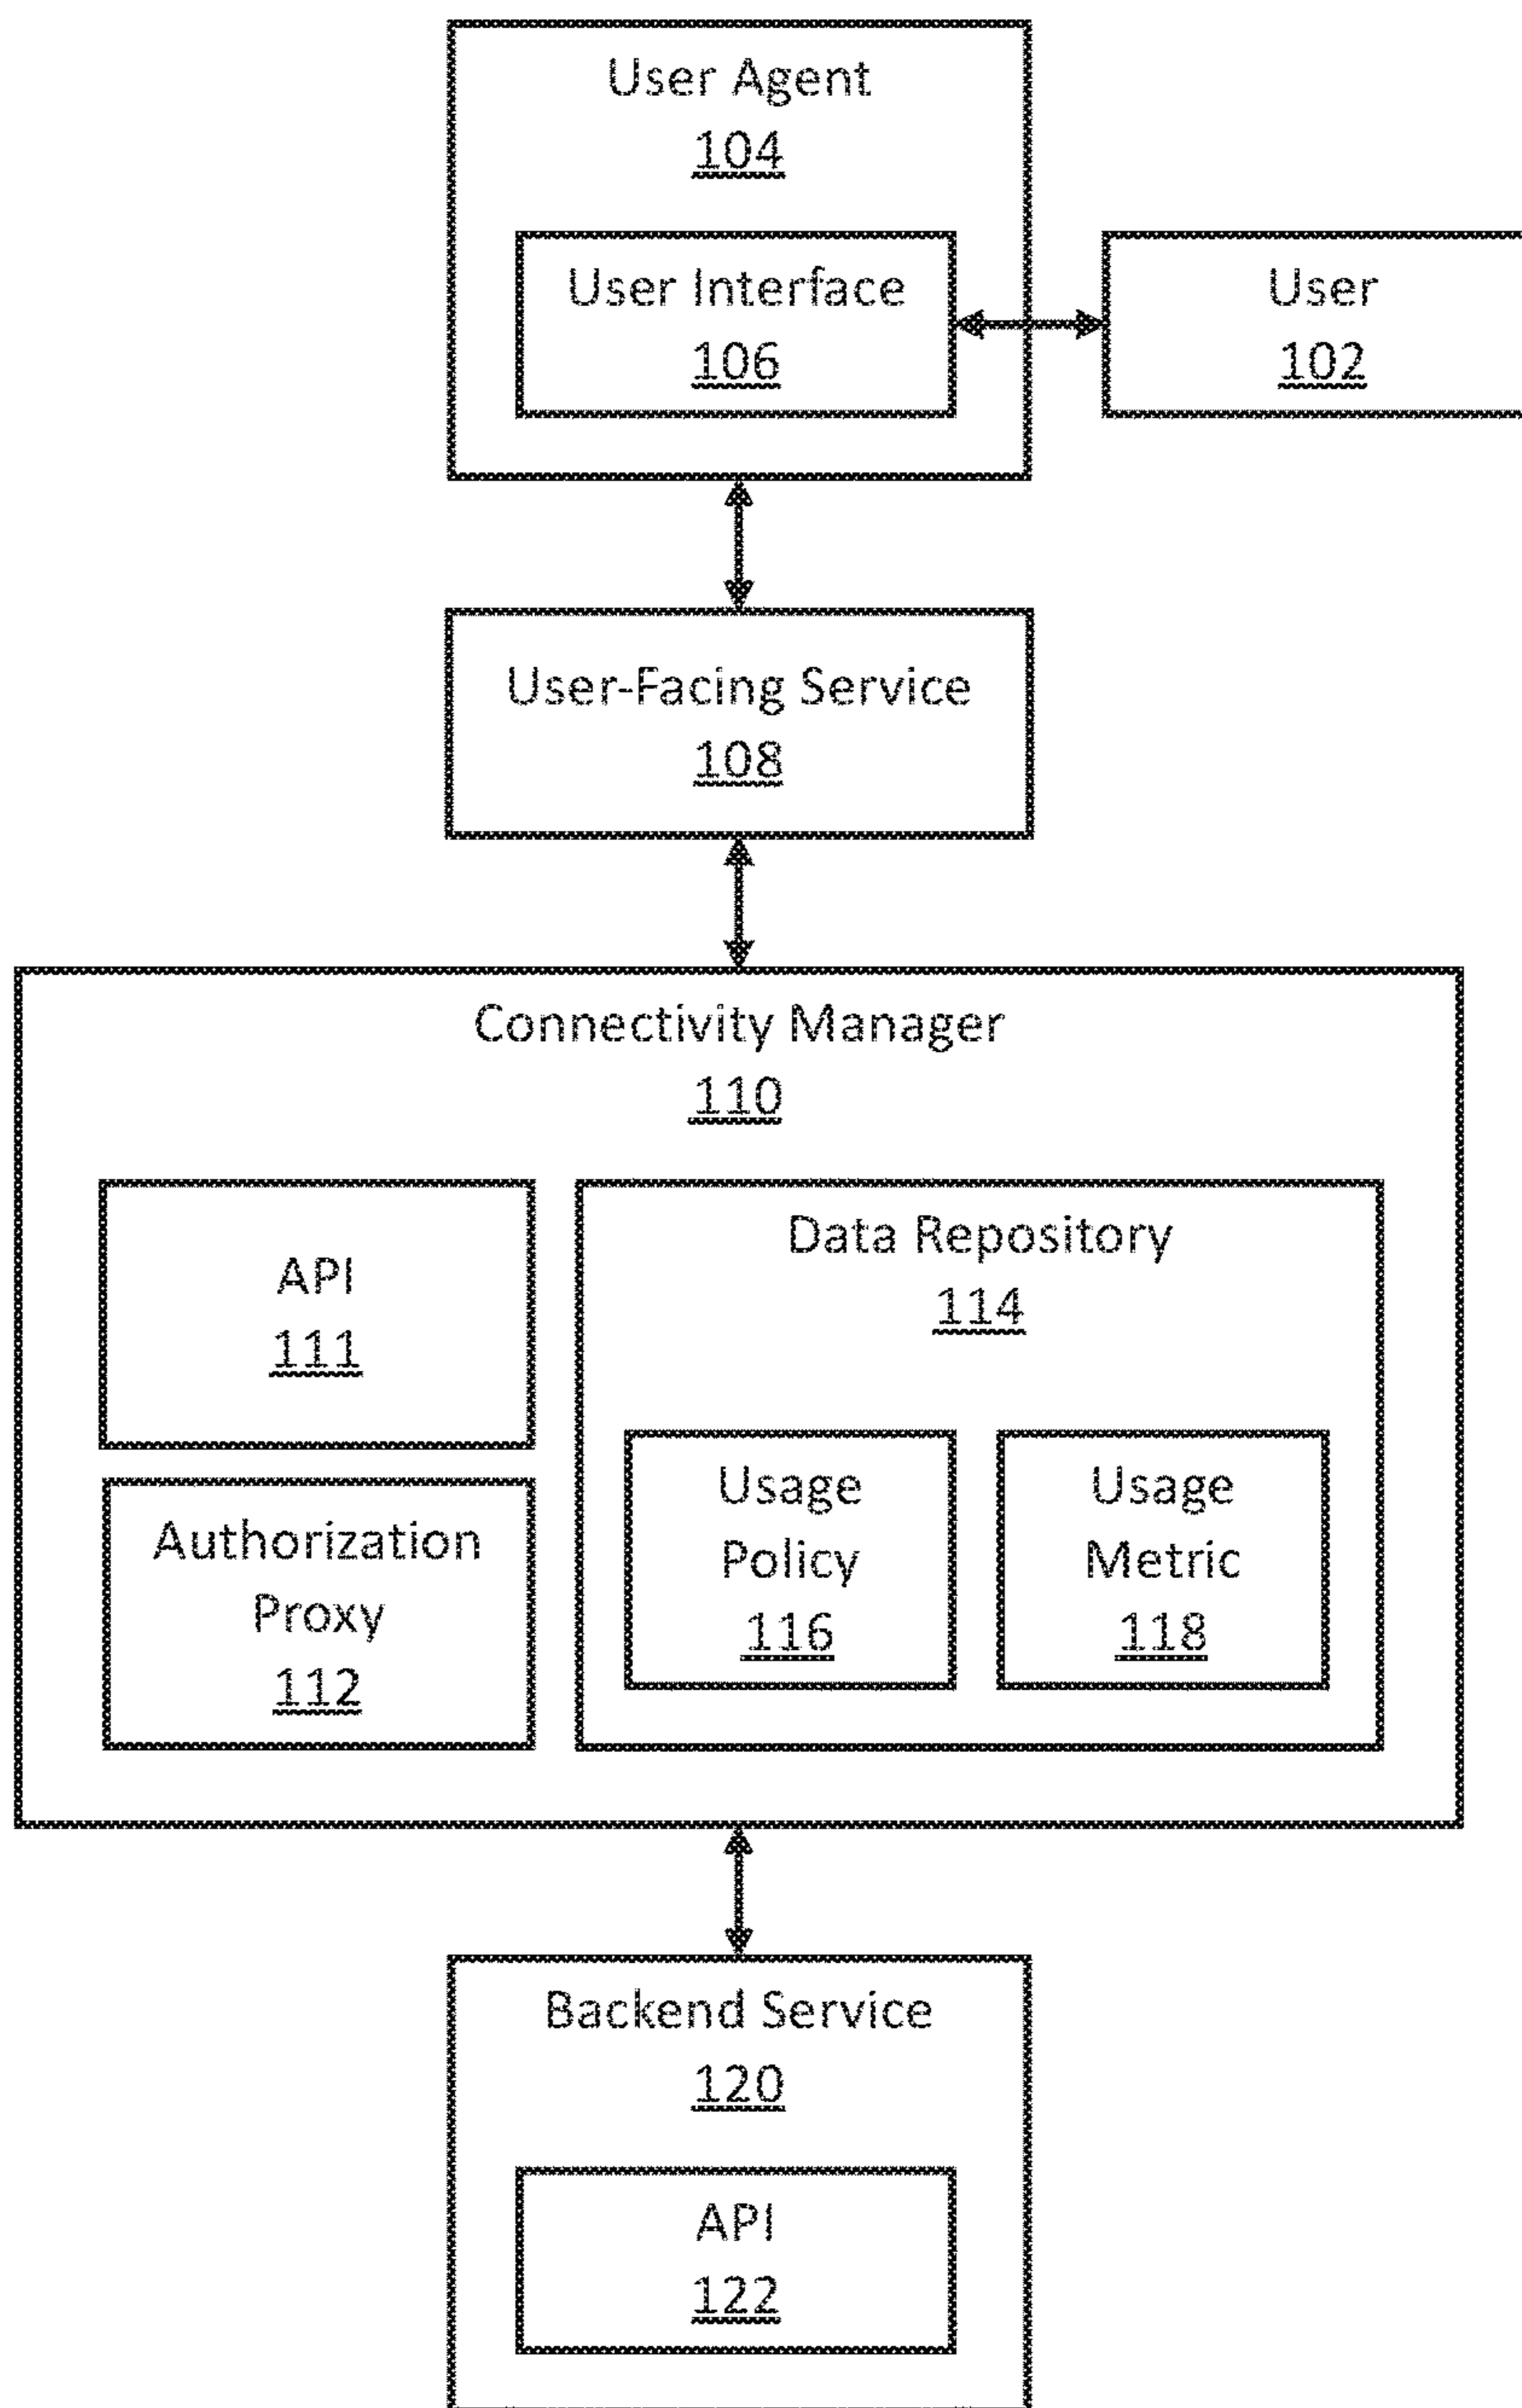 User Agent
104
User Interface
106
User
102
User-Facing Service
108
Connectivity Manager
110
API
111
Data Repository
114
Authorization
Proxy
112
Usage
Policy
116
Usage
Metric
118
Backend Service
120
API
122